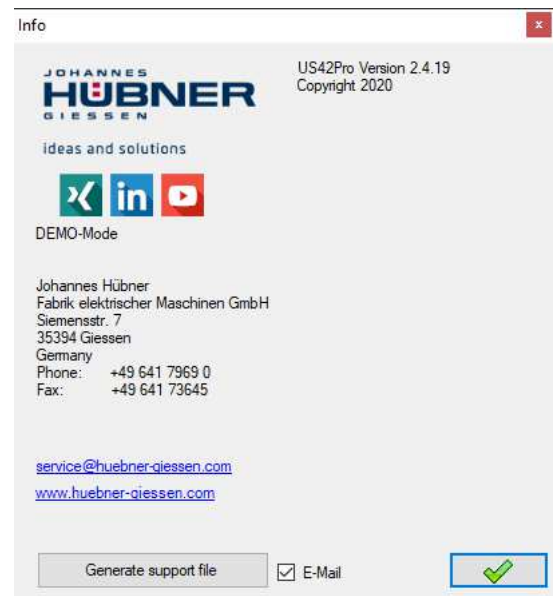 Info
x
JOHANNES
HÜBNER
GIESSEN
ideas and solutions
US42Pro Version 2.4.19
Copyright 2020
in
DEMO-Mode
Johannes Hübner
Fabrik elektrischer Maschinen GmbH
Siemensstr. 7
35394 Giessen
Germany
Phone: +49 641 7969 0
Fax: +49 641 73645
service@huebner-giessen.com
www.huebner-giessen.com
Generate support file
E-Mail